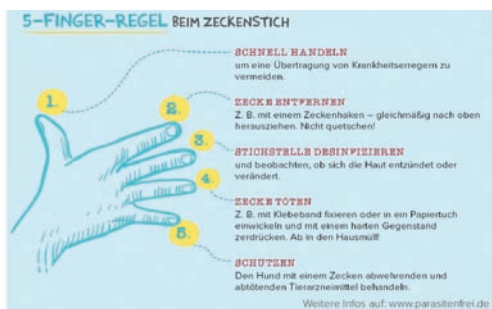 5-FINGER-REGEL BEIM ZECKENSTICH
1.
SCHNELL HANDELN
um eine Übertragung von Krankheitserregern zu
vermeiden.
2.
ZECKE ENTFERNEN
Z. B. mit einem Zeckenhaken – gleichmäßig nach oben
herausziehen. Nicht quetschen!
3.
STICHSTELLE DESINFIZIEREN
und beobachten, ob sich die Haut entzündet oder
verändert.
4.
ZECKE TÖTEN
Z. B. mit Klebeband fixieren oder in ein Papiertuch
einwickeln und mit einem harten Gegenstand
zerdrücken. Ab in den Hausmüll!
5.
SCHÜTZEN
Den Hund mit einem Zecken abwehrenden und
abtötenden Tierarzneimittel behandeln.
Weitere Infos auf: www.parasitenfrei.de